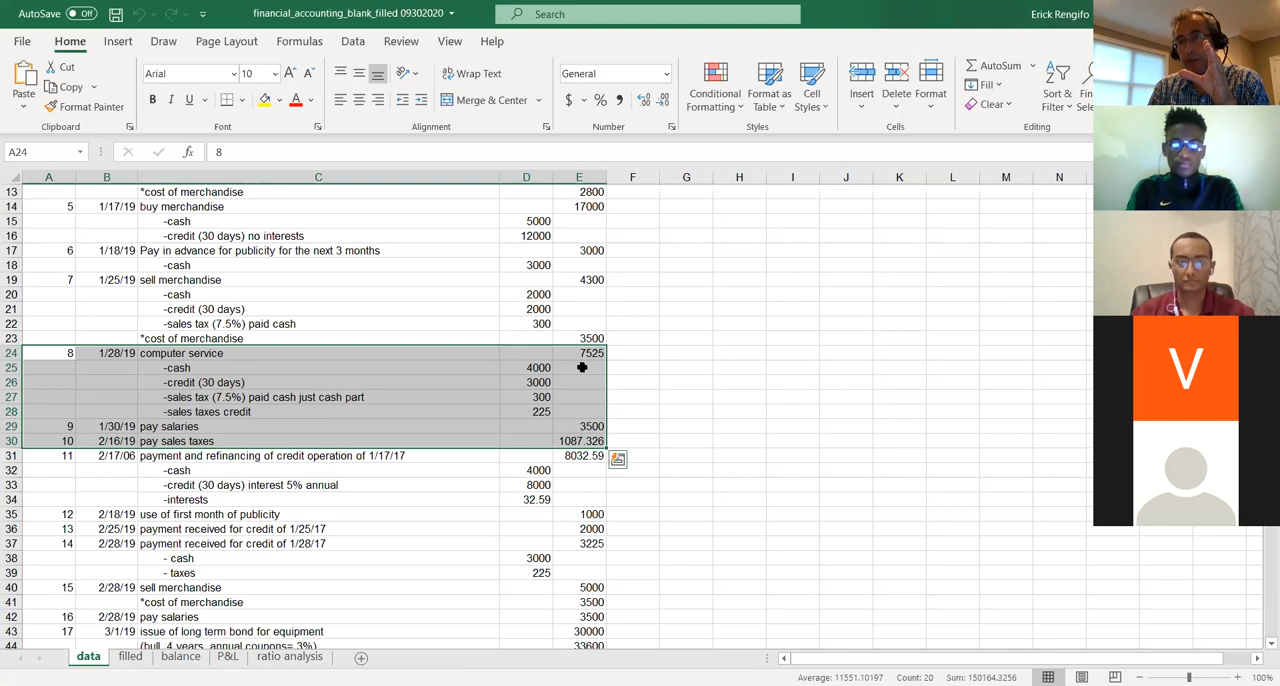 AutoSave Off financial_accounting_blank_filled 09302020 Search Erick Rengifo
File Home Insert Draw Page Layout Formulas Data Review View Help
Paste Cut Copy Format Painter Clipboard
Arial 10 B I U A Font
Wrap Text Merge & Center Alignment
General $ % Number
Conditional Formatting Format as Table Cell Styles Styles
Insert Delete Format Cells
AutoSum Fill Clear Sort & Filter Editing
A24 fx 8
A B C D E F G H I J K L M N
13 *cost of merchandise 2800
14 5 1/17/19 buy merchandise 17000
15 -cash 5000
16 -credit (30 days) no interests 12000
17 6 1/18/19 Pay in advance for publicity for the next 3 months 3000
18 -cash 3000
19 7 1/25/19 sell merchandise 4300
20 -cash 2000
21 -credit (30 days) 2000
22 -sales tax (7.5%) paid cash 300
23 *cost of merchandise 3500
24 8 1/28/19 computer service 7525
25 -cash 4000
26 -credit (30 days) 3000
27 -sales tax (7.5%) paid cash just cash part 300
28 -sales taxes credit 225
29 9 1/30/19 pay salaries 3500
30 10 2/16/19 pay sales taxes 1087.326
31 11 2/17/06 payment and refinancing of credit operation of 1/17/17 8032.59
32 -cash 4000
33 -credit (30 days) interest 5% annual 8000
34 -interests 32.59
35 12 2/18/19 use of first month of publicity 1000
36 13 2/25/19 payment received for credit of 1/25/17 2000
37 14 2/28/19 payment received for credit of 1/28/17 3225
38 - cash 3000
39 - taxes 225
40 15 2/28/19 sell merchandise 5000
41 *cost of merchandise 3500
42 16 2/28/19 pay salaries 3500
43 17 3/1/19 issue of long term bond for equipment 30000
44 (bull, 4 years, annual coupons= 3%) 33600
data filled balance P&L ratio analysis
Average: 11551.10197 Count: 20 Sum: 150164.3256 100%
V